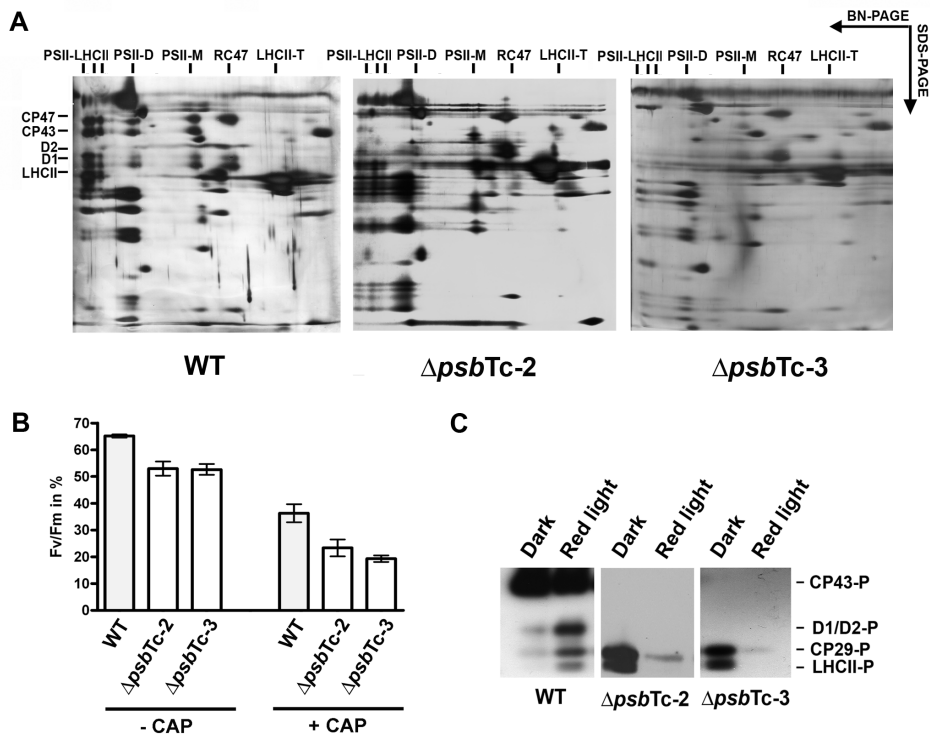 A
BN-PAGE
SDS-PAGE
PSII-LHCII PSII-D PSII-M RC47 LHCII-T
PSII-LHCII PSII-D PSII-M RC47 LHCII-T
PSII-LHCII PSII-D PSII-M RC47 LHCII-T
CP47
CP43
D2
D1
LHCII
WT
ΔpsbTc-2
ΔpsbTc-3
B
Fv/Fm in %
70
60
50
40
30
20
10
0
WT
ΔpsbTc-2
ΔpsbTc-3
WT
ΔpsbTc-2
ΔpsbTc-3
- CAP
+ CAP
C
Dark
Red light
Dark
Red light
Dark
Red light
CP43-P
D1/D2-P
CP29-P
LHCII-P
WT
ΔpsbTc-2
ΔpsbTc-3